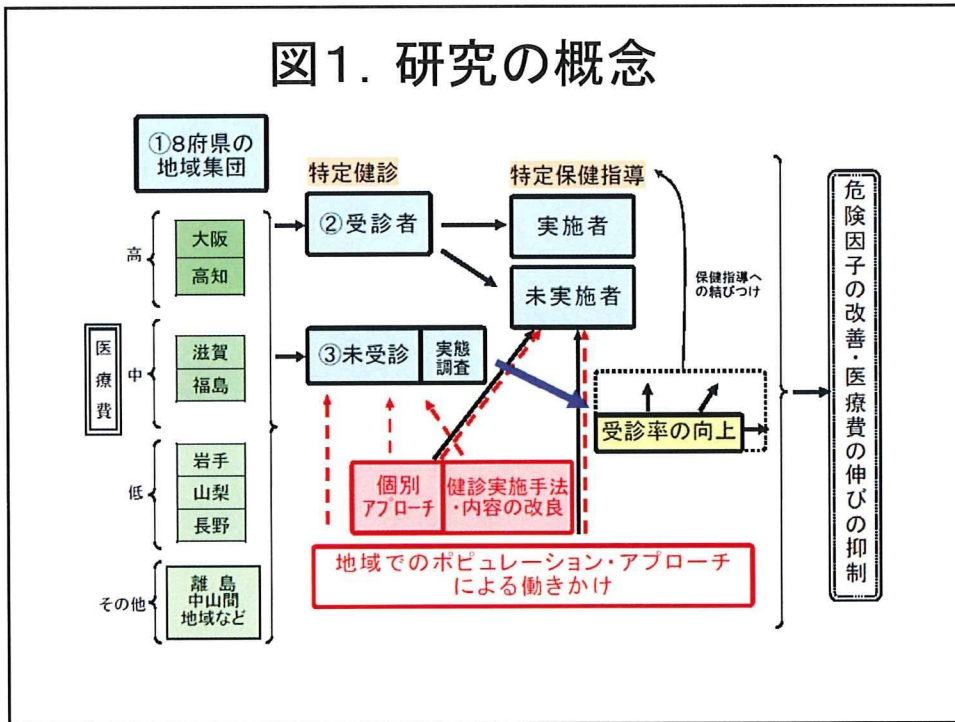 図1．研究の概念
①8府県の
地域集団
高
大阪
高知
医療費
中
滋賀
福島
低
岩手
山梨
長野
その他
離島
中山間
地域など
特定健診
②受診者
③未受診
実態
調査
特定保健指導
実施者
未実施者
保健指導へ
の結びつけ
受診率の向上
個別
アプローチ
健診実施手法
・内容の改良
地域でのポピュレーション・アプローチ
による働きかけ
危険因子の改善・医療費の伸びの抑制